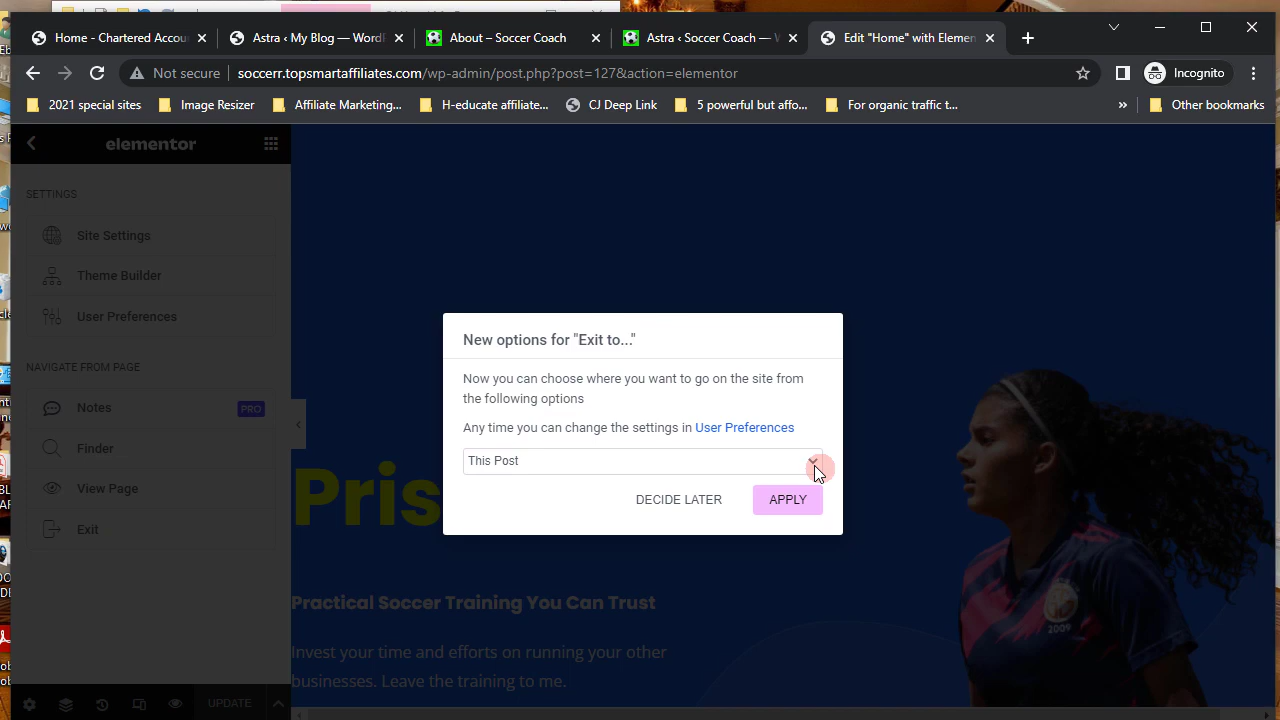 Home - Chartered Accou
Astra ‹ My Blog — WordP
About – Soccer Coach
Astra ‹ Soccer Coach — W
Edit "Home" with Elemen
Not secure
soccerr.topsmartaffiliates.com/wp-admin/post.php?post=127&action=elementor
Incognito
2021 special sites
Image Resizer
Affiliate Marketing...
H-educate affiliate...
CJ Deep Link
5 powerful but affo...
For organic traffic t...
»
Other bookmarks
elementor
SETTINGS
Site Settings
Theme Builder
User Preferences
NAVIGATE FROM PAGE
Notes
PRO
Finder
View Page
Exit
UPDATE
New options for "Exit to..."
Now you can choose where you want to go on the site from
the following options
Any time you can change the settings in User Preferences
This Post
DECIDE LATER
APPLY
Pris
Practical Soccer Training You Can Trust
Invest your time and efforts on running your other
businesses. Leave the training to me.
2009